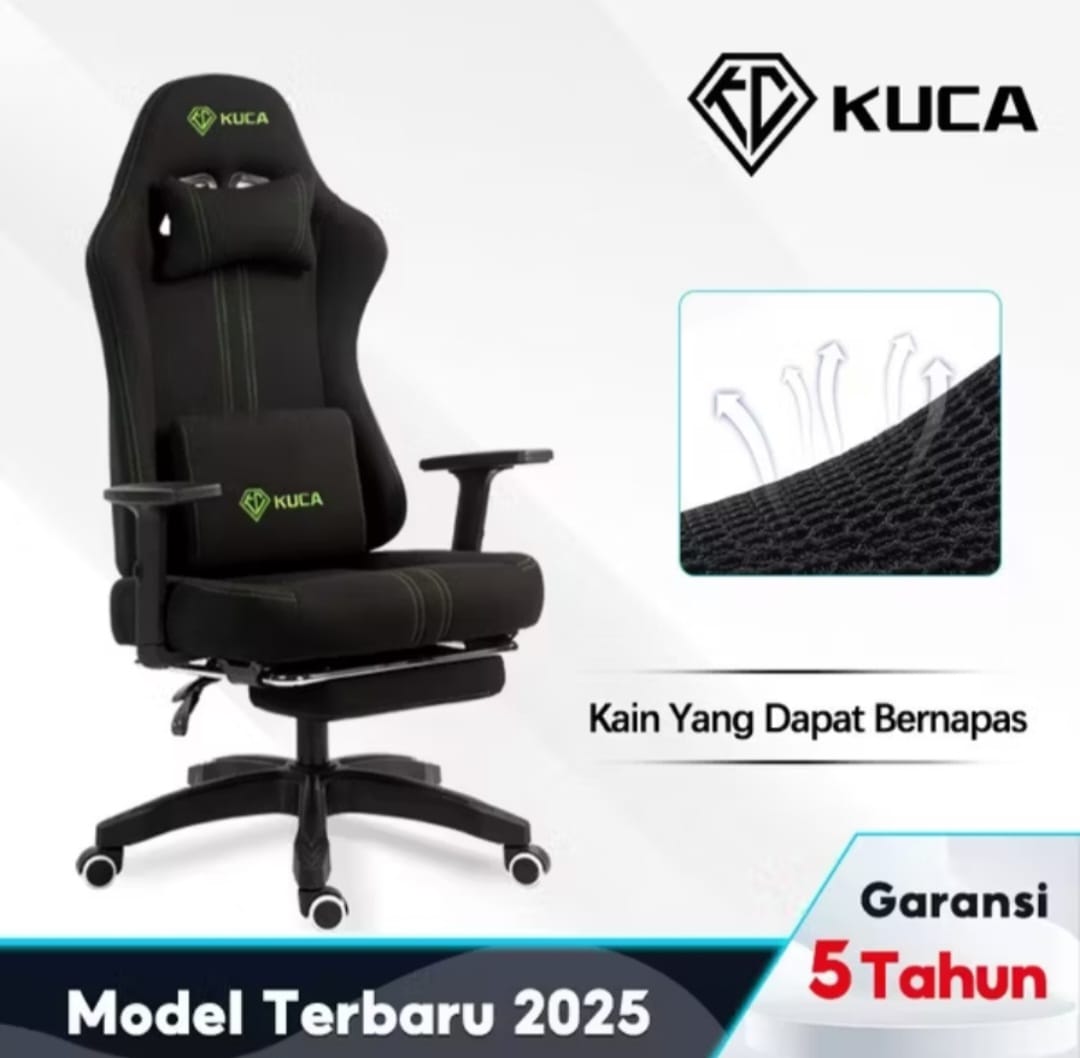 KUCA
KUCA
KUCA
Kain Yang Dapat Bernapas
Garansi
5 Tahun
Model Terbaru 2025